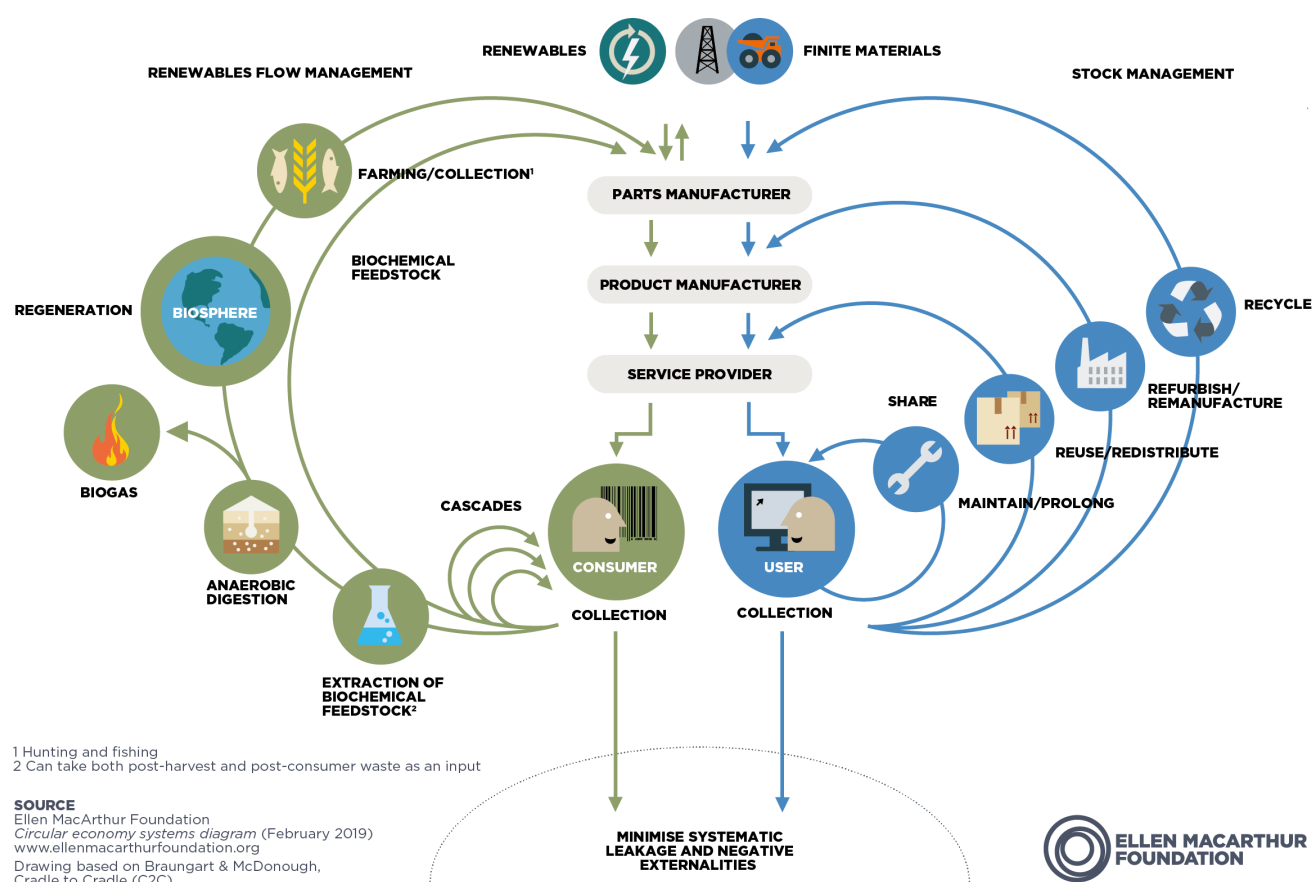 RENEWABLES
FINITE MATERIALS
RENEWABLES FLOW MANAGEMENT
STOCK MANAGEMENT
FARMING/COLLECTION¹
PARTS MANUFACTURER
BIOCHEMICAL
FEEDSTOCK
PRODUCT MANUFACTURER
REGENERATION
BIOSPHERE
RECYCLE
SERVICE PROVIDER
REFURBISH/
REMANUFACTURE
SHARE
REUSE/REDISTRIBUTE
BIOGAS
CASCADES
MAINTAIN/PROLONG
CONSUMER
USER
ANAEROBIC
DIGESTION
COLLECTION
COLLECTION
EXTRACTION OF
BIOCHEMICAL
FEEDSTOCK²
1 Hunting and fishing
2 Can take both post-harvest and post-consumer waste as an input
SOURCE
Ellen MacArthur Foundation
Circular economy systems diagram (February 2019)
www.ellenmacarthurfoundation.org
Drawing based on Braungart & McDonough,
Cradle to Cradle (C2C)
MINIMISE SYSTEMATIC
LEAKAGE AND NEGATIVE
EXTERNALITIES
ELLEN MACARTHUR
FOUNDATION